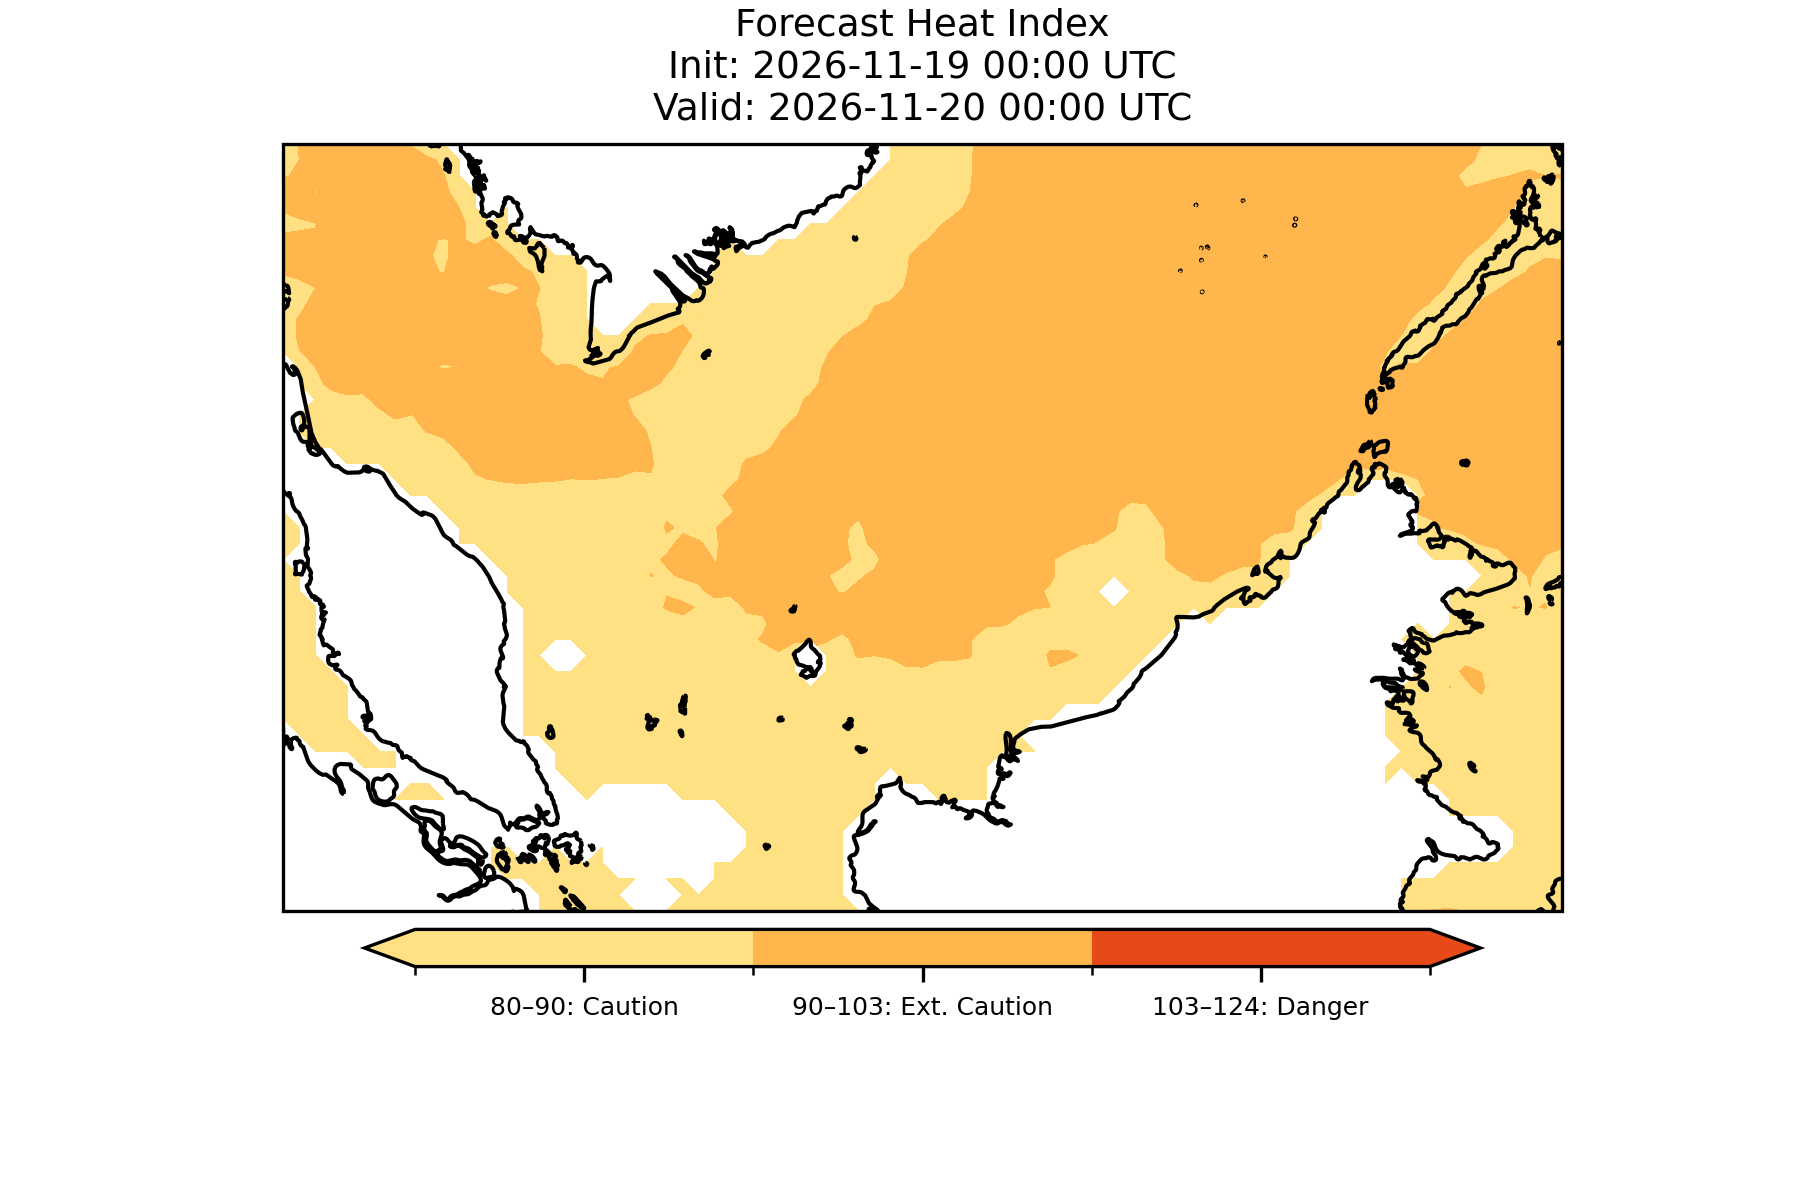 Forecast Heat Index
Init: 2026-11-19 00:00 UTC
Valid: 2026-11-20 00:00 UTC
80–90: Caution
90–103: Ext. Caution
103–124: Danger